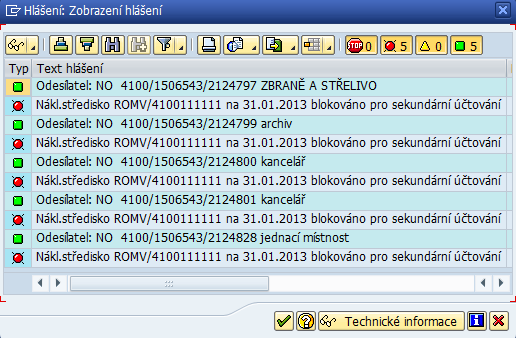 Hlášení: Zobrazení hlášení
0 5 0 5
Typ Text hlášení
Odesílatel: NO 4100/1506543/2124797 ZBRANĚ A STŘELIVO
Nákl.středisko ROMV/4100111111 na 31.01.2013 blokováno pro sekundární účtování
Odesílatel: NO 4100/1506543/2124799 archiv
Nákl.středisko ROMV/4100111111 na 31.01.2013 blokováno pro sekundární účtování
Odesílatel: NO 4100/1506543/2124800 kancelář
Nákl.středisko ROMV/4100111111 na 31.01.2013 blokováno pro sekundární účtování
Odesílatel: NO 4100/1506543/2124801 kancelář
Nákl.středisko ROMV/4100111111 na 31.01.2013 blokováno pro sekundární účtování
Odesílatel: NO 4100/1506543/2124828 jednací místnost
Nákl.středisko ROMV/4100111111 na 31.01.2013 blokováno pro sekundární účtování
Technické informace